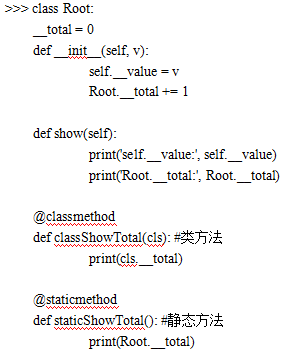 >>> class Root:
__total = 0
def __init__(self, v):
self.__value = v
Root.__total += 1
def show(self):
print('self.__value:', self.__value)
print('Root.__total:', Root.__total)
@classmethod
def classShowTotal(cls): #类方法
print(cls.__total)
@staticmethod
def staticShowTotal(): #静态方法
print(Root.__total)